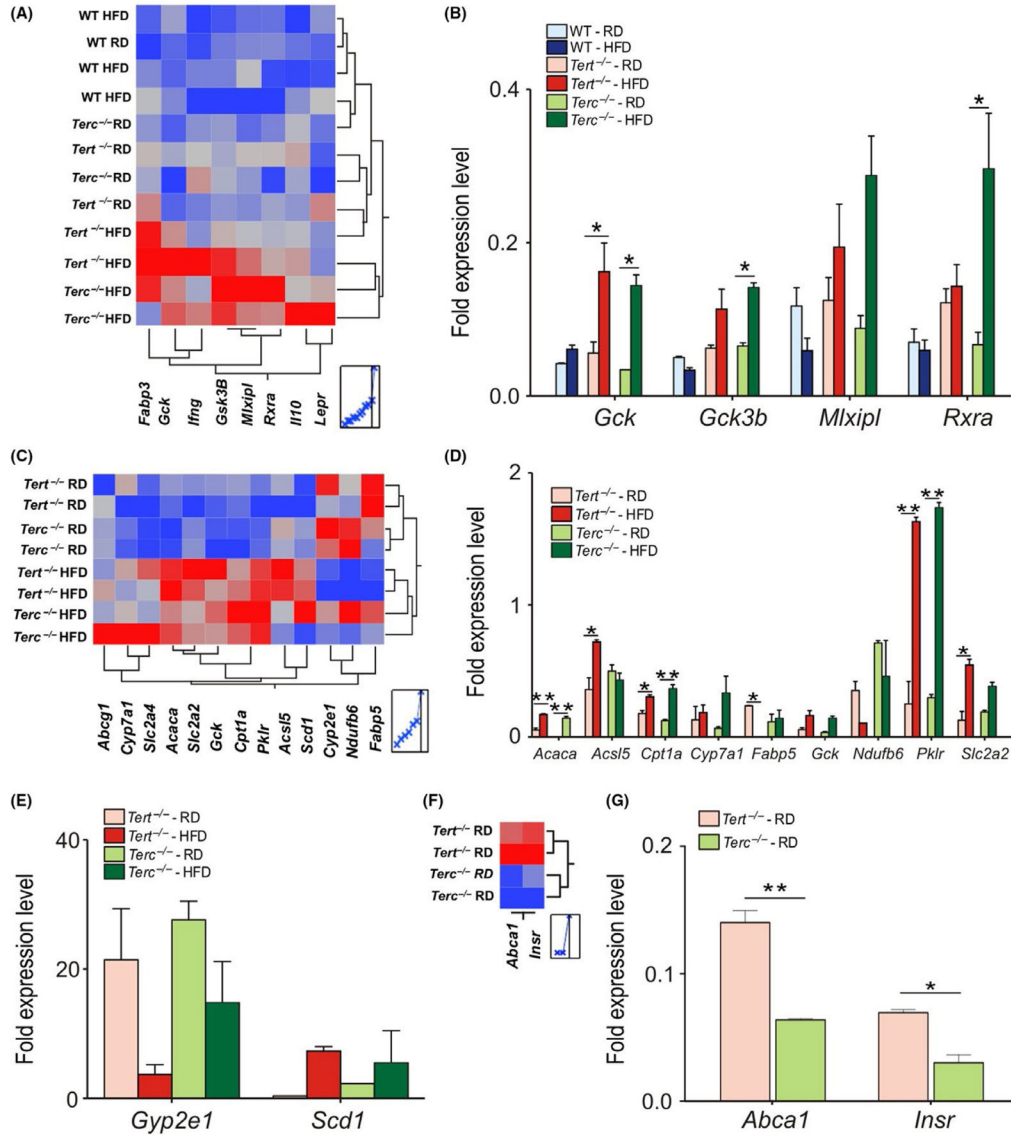 (A)
WT HFD
WT RD
WT HFD
WT HFD
Terc−/− RD
Tert −/− RD
Terc−/− RD
Tert −/− RD
Tert −/− HFD
Tert −/− HFD
Terc−/− HFD
Terc−/− HFD
Fabp3
Gck
Ifng
Gsk3B
Mlxipl
Rxra
Il10
Lepr
(B)
WT - RD
WT - HFD
Tert−/− - RD
Tert−/− - HFD
Terc−/− - RD
Terc−/− - HFD
Fold expression level
0.4
0.2
0.0
*
*
*
*
Gck
Gck3b
Mlxipl
Rxra
(C)
Tert−/− RD
Tert−/− RD
Terc−/− RD
Terc−/− RD
Tert−/− HFD
Tert−/− HFD
Terc−/− HFD
Terc−/− HFD
Abcg1
Cyp7a1
Slc2a4
Acaca
Slc2a2
Gck
Cpt1a
Pklr
Acsl5
Scd1
Cyp2e1
Ndufb6
Fabp5
(D)
Tert−/− - RD
Tert−/− - HFD
Terc−/− - RD
Terc−/− - HFD
Fold expression level
2
1
0
**
**
*
*
**
*
**
**
*
Acaca
Acsl5
Cpt1a
Cyp7a1
Fabp5
Gck
Ndufb6
Pklr
Slc2a2
(E)
Tert−/− - RD
Tert−/− - HFD
Terc−/− - RD
Terc−/− - HFD
Fold expression level
40
20
0
Gyp2e1
Scd1
(F)
Tert−/− RD
Tert−/− RD
Terc−/− RD
Terc−/− RD
Abca1
Insr
(G)
Tert−/− - RD
Terc−/− - RD
Fold expression level
0.2
0.1
0.0
**
*
Abca1
Insr